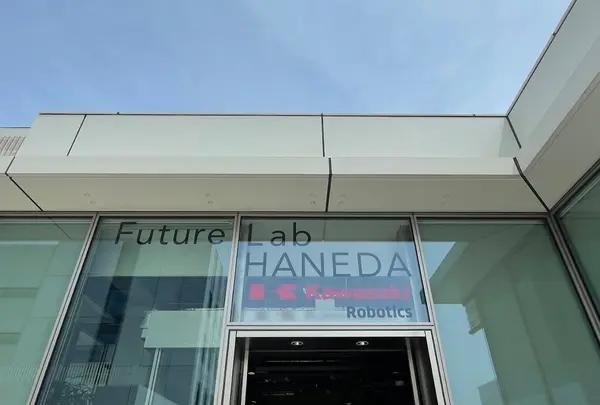 Future Lab
HANEDA
Kawasaki
Robotics